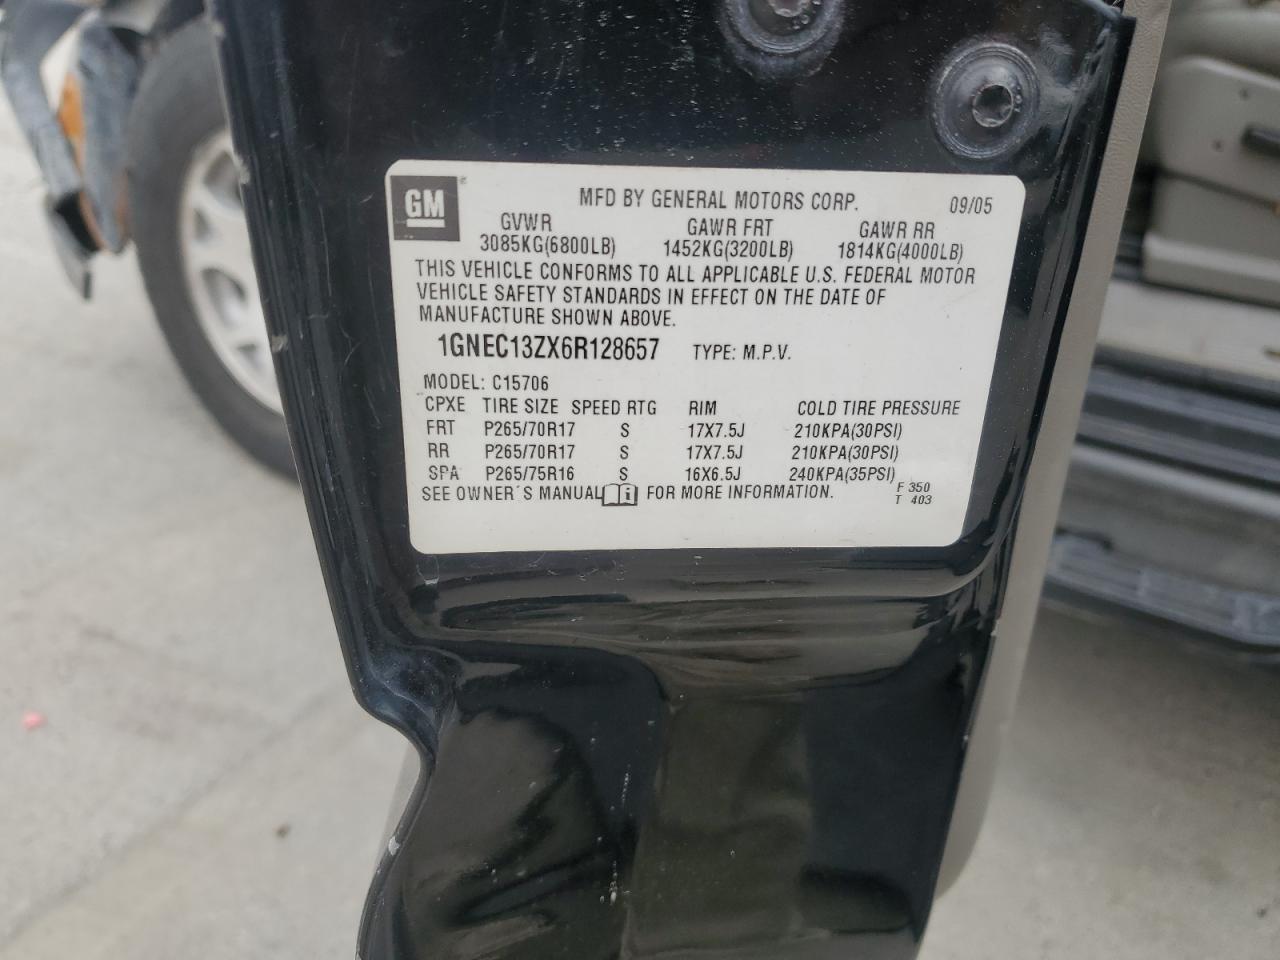 GM MFD BY GENERAL MOTORS CORP. 09/05
GVWR GAWR FRT GAWR RR
3085KG(6800LB) 1452KG(3200LB) 1814KG(4000LB)
THIS VEHICLE CONFORMS TO ALL APPLICABLE U.S. FEDERAL MOTOR
VEHICLE SAFETY STANDARDS IN EFFECT ON THE DATE OF
MANUFACTURE SHOWN ABOVE.
1GNEC13ZX6R128657 TYPE: M.P.V.
MODEL: C15706
CPXE TIRE SIZE SPEED RTG RIM COLD TIRE PRESSURE
FRT P265/70R17 S 17X7.5J 210KPA(30PSI)
RR P265/70R17 S 17X7.5J 210KPA(30PSI)
SPA P265/75R16 S 16X6.5J 240KPA(35PSI)
SEE OWNER'S MANUAL FOR MORE INFORMATION. F 350
T 403